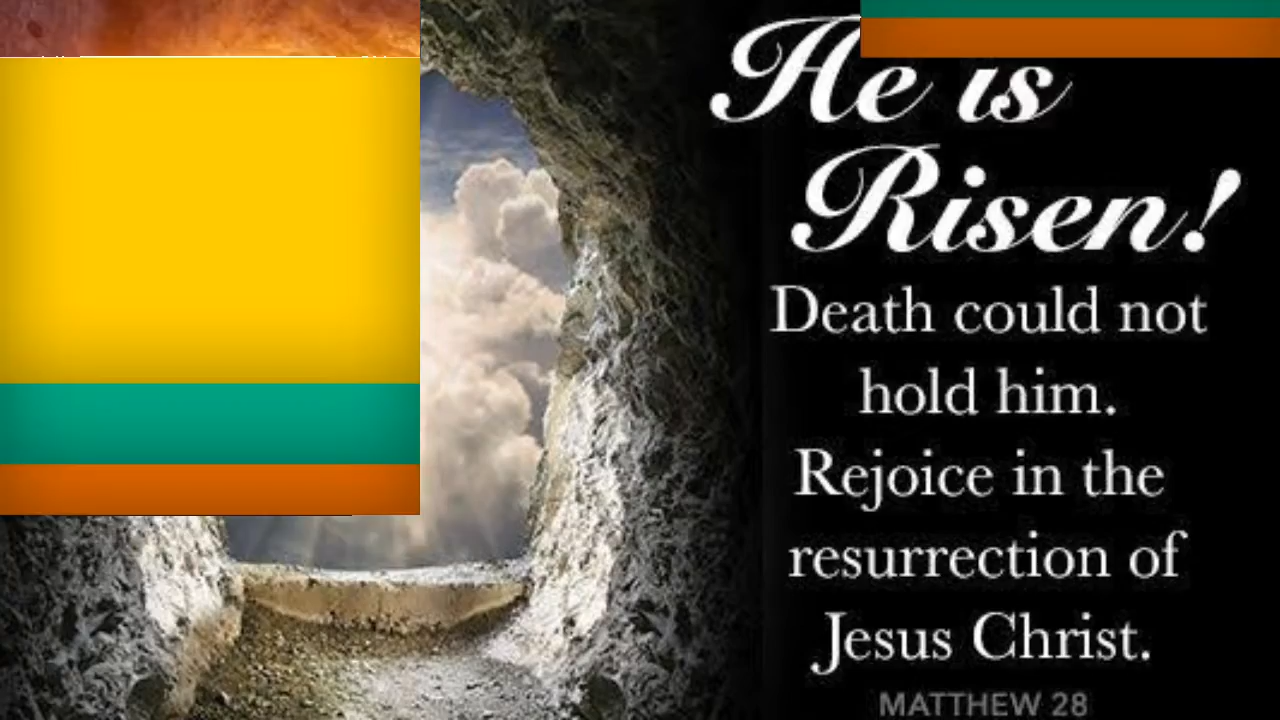 He is
Risen!
Death could not
hold him.
Rejoice in the
resurrection of
Jesus Christ.
MATTHEW 28